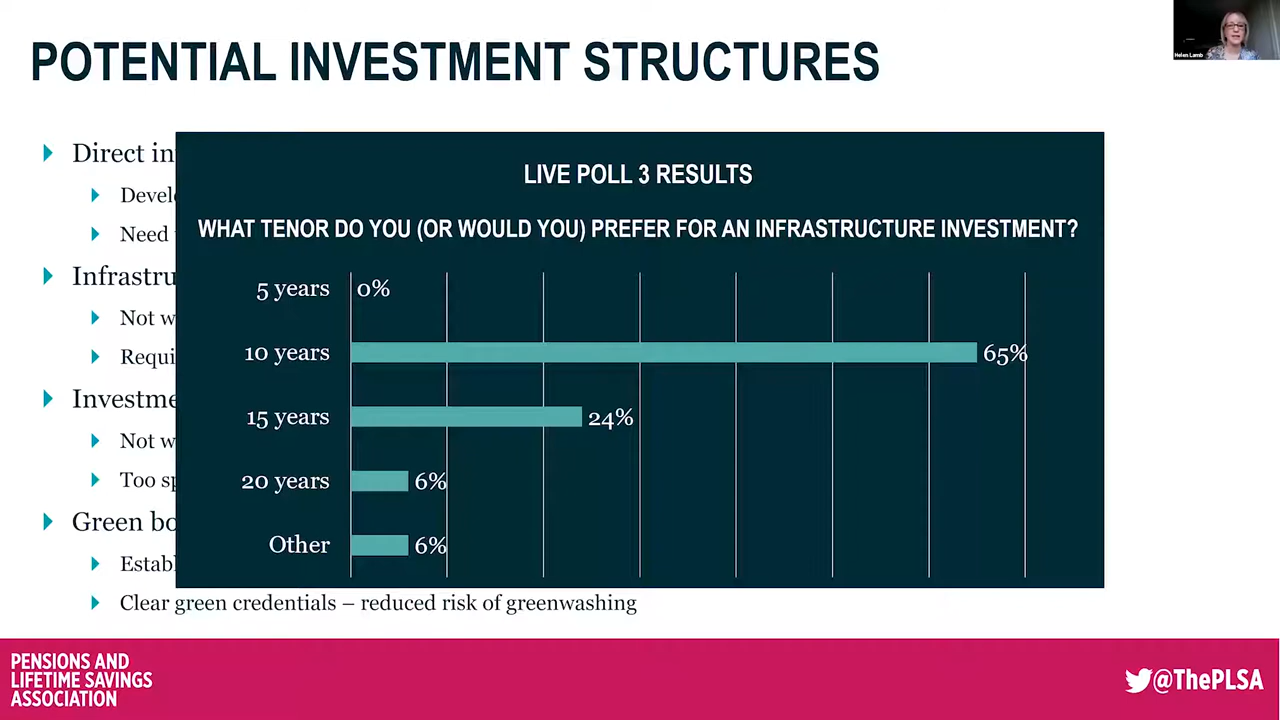 POTENTIAL INVESTMENT STRUCTURES
Helen Lamb
Direct in
Devel
Need
Infrastru
Not w
Requi
Investme
Not w
Too sp
Green bo
Establ
Clear green credentials – reduced risk of greenwashing
LIVE POLL 3 RESULTS
WHAT TENOR DO YOU (OR WOULD YOU) PREFER FOR AN INFRASTRUCTURE INVESTMENT?
5 years 0%
10 years 65%
15 years 24%
20 years 6%
Other 6%
PENSIONS AND
LIFETIME SAVINGS
ASSOCIATION
@ThePLSA